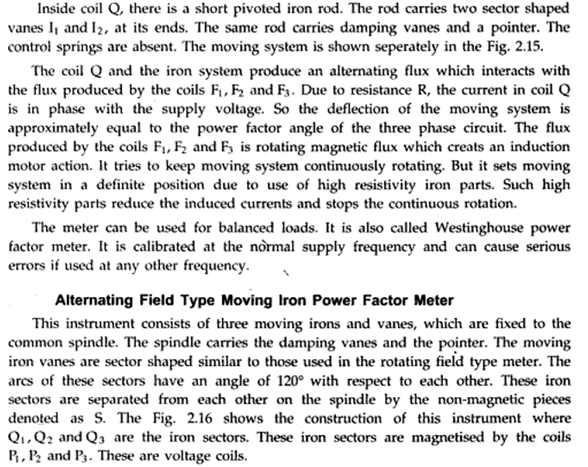 Inside coil Q, there is a short pivoted iron rod. The rod carries two sector shaped
vanes I1 and I2, at its ends. The same rod carries damping vanes and a pointer. The
control springs are absent. The moving system is shown seperately in the Fig. 2.15.
The coil Q and the iron system produce an alternating flux which interacts with
the flux produced by the coils F1, F2 and F3. Due to resistance R, the current in coil Q
is in phase with the supply voltage. So the deflection of the moving system is
approximately equal to the power factor angle of the three phase circuit. The flux
produced by the coils F1, F2 and F3 is rotating magnetic flux which creats an induction
motor action. It tries to keep moving system continuously rotating. But it sets moving
system in a definite position due to use of high resistivity iron parts. Such high
resistivity parts reduce the induced currents and stops the continuous rotation.
The meter can be used for balanced loads. It is also called Westinghouse power
factor meter. It is calibrated at the normal supply frequency and can cause serious
errors if used at any other frequency.
Alternating Field Type Moving Iron Power Factor Meter
This instrument consists of three moving irons and vanes, which are fixed to the
common spindle. The spindle carries the damping vanes and the pointer. The moving
iron vanes are sector shaped similar to those used in the rotating field type meter. The
arcs of these sectors have an angle of 120° with respect to each other. These iron
sectors are separated from each other on the spindle by the non-magnetic pieces
denoted as S. The Fig. 2.16 shows the construction of this instrument where
Q1, Q2 and Q3 are the iron sectors. These iron sectors are magnetised by the coils
P1, P2 and P3. These are voltage coils.